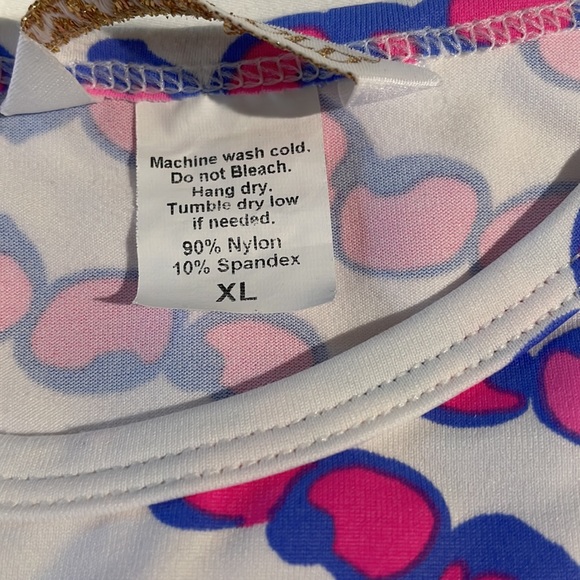 Machine wash cold.
Do not Bleach.
Hang dry.
Tumble dry low
if needed.
90% Nylon
10% Spandex
XL